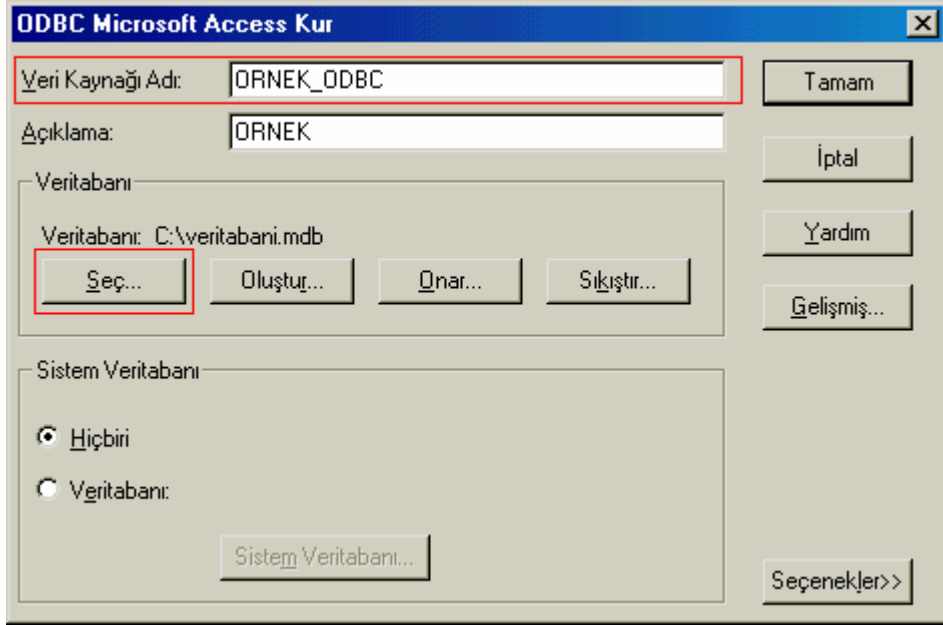 ODBC Microsoft Access Kur
Veri Kaynağı Adı: ORNEK_ODBC
Tamam
Açıklama: ORNEK
İptal
Veritabanı
Veritabanı: C:\veritabani.mdb
Yardım
Seç... Oluştur... Onar... Sıkıştır...
Gelişmiş...
Sistem Veritabanı
Hiçbiri
Veritabanı:
Sistem Veritabanı...
Seçenekler>>